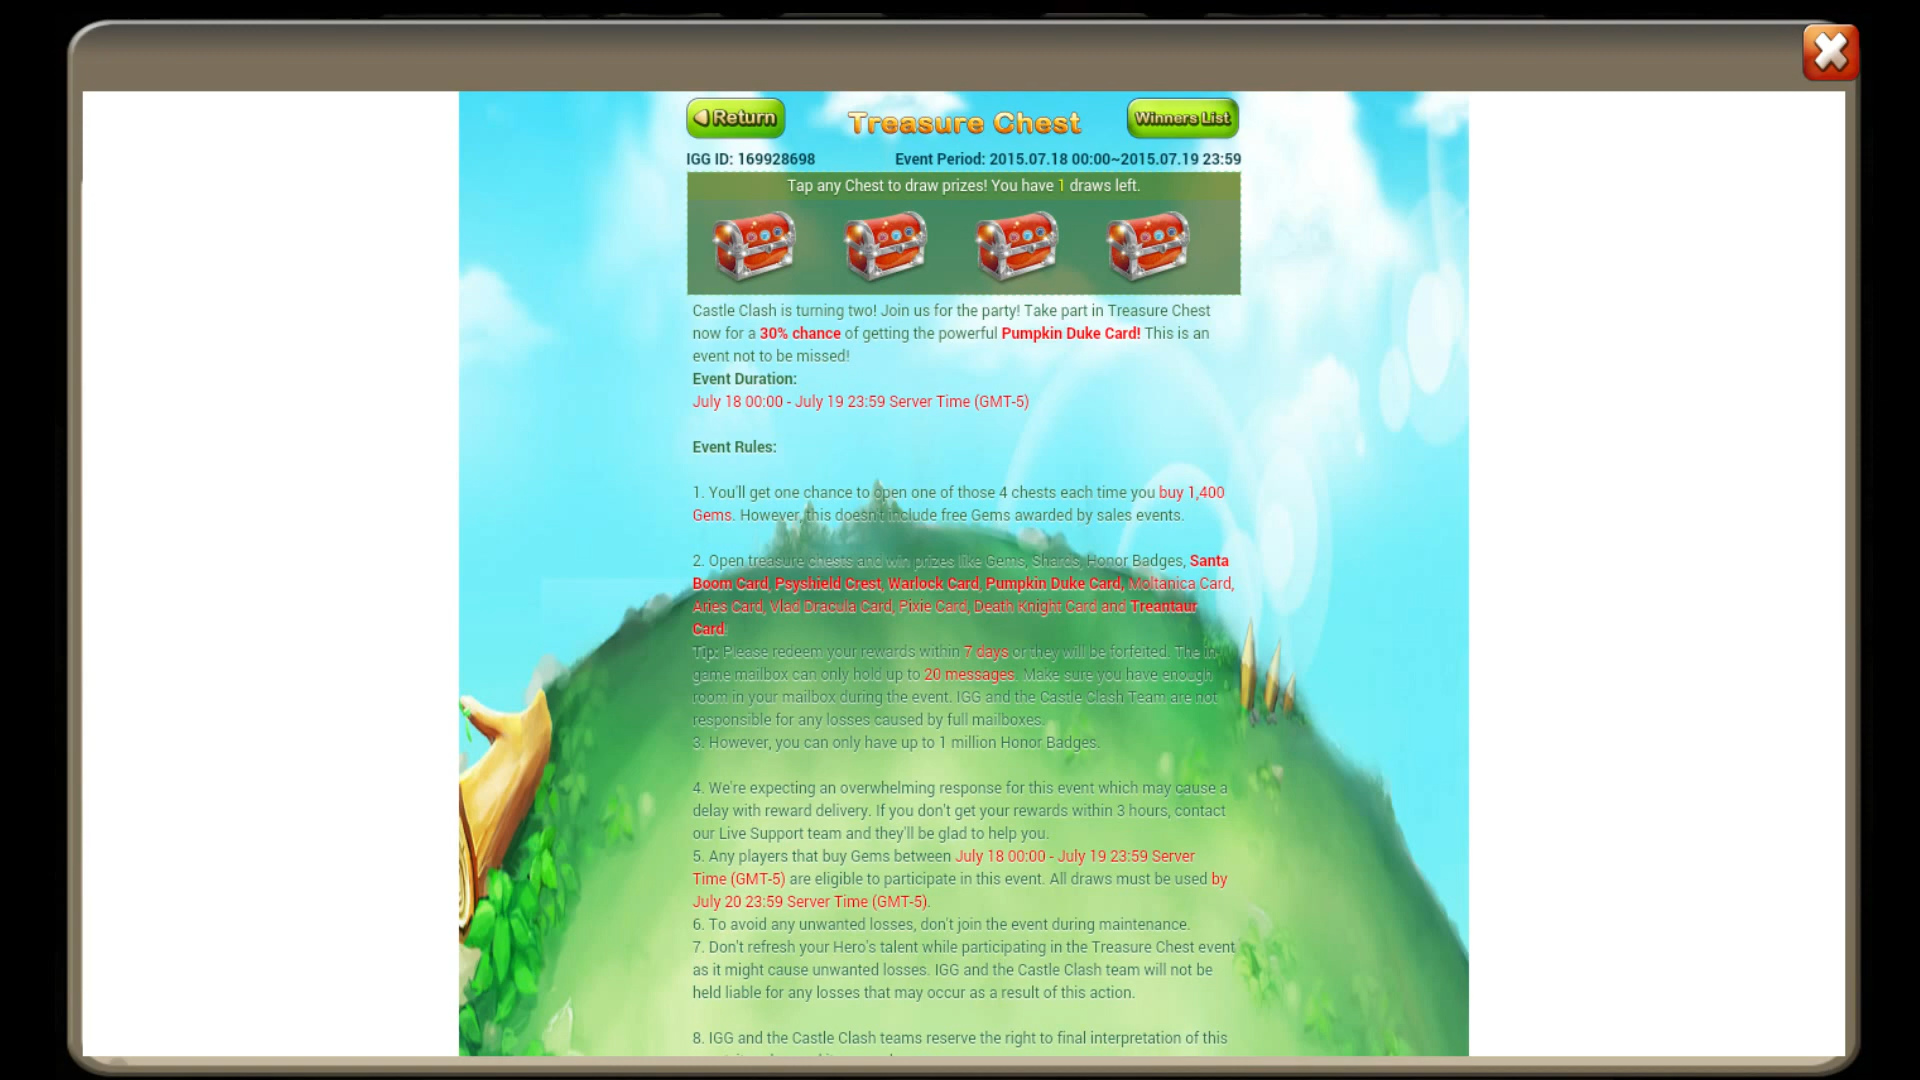 Return
Treasure Chest
Winners List
IGG ID: 169928698
Event Period: 2015.07.18 00:00~2015.07.19 23:59
Tap any Chest to draw prizes! You have 1 draws left.
Castle Clash is turning two! Join us for the party! Take part in Treasure Chest
now for a 30% chance of getting the powerful Pumpkin Duke Card! This is an
event not to be missed!
Event Duration:
July 18 00:00 - July 19 23:59 Server Time (GMT-5)
Event Rules:
1. You'll get one chance to open one of those 4 chests each time you buy 1,400
Gems. However, this doesn't include free Gems awarded by sales events.
2. Open treasure chests and win prizes like Gems, Shards, Honor Badges, Santa
Boom Card, Psyshield Crest, Warlock Card, Pumpkin Duke Card, Moltanica Card,
Aries Card, Vlad Dracula Card, Pixie Card, Death Knight Card and Treantaur
Card.
Tip: Please redeem your rewards within 7 days or they will be forfeited. The in-
game mailbox can only hold up to 20 messages. Make sure you have enough
room in your mailbox during the event. IGG and the Castle Clash Team are not
responsible for any losses caused by full mailboxes.
3. However, you can only have up to 1 million Honor Badges.
4. We're expecting an overwhelming response for this event which may cause a
delay with reward delivery. If you don't get your rewards within 3 hours, contact
our Live Support team and they'll be glad to help you.
5. Any players that buy Gems between July 18 00:00 - July 19 23:59 Server
Time (GMT-5) are eligible to participate in this event. All draws must be used by
July 20 23:59 Server Time (GMT-5).
6. To avoid any unwanted losses, don't join the event during maintenance.
7. Don't refresh your Hero's talent while participating in the Treasure Chest event
as it might cause unwanted losses. IGG and the Castle Clash team will not be
held liable for any losses that may occur as a result of this action.
8. IGG and the Castle Clash teams reserve the right to final interpretation of this